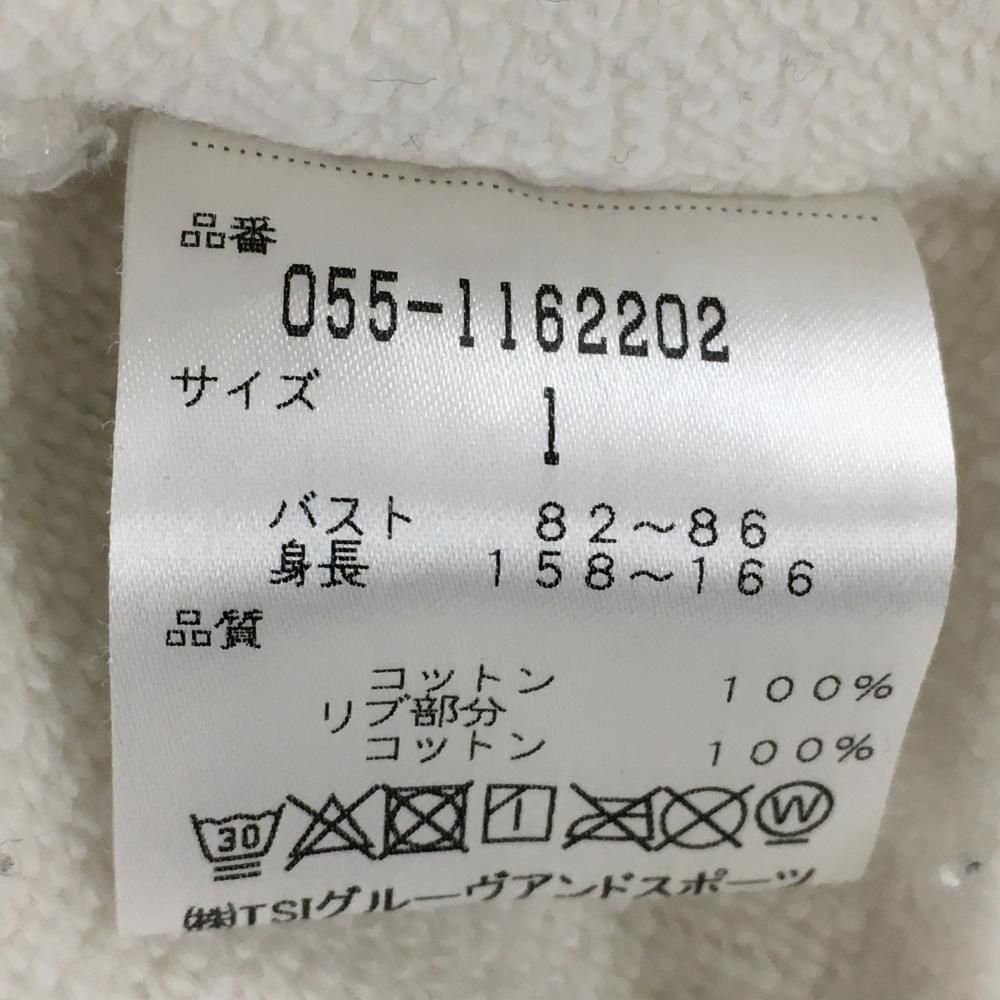 品番
055-1162202
サイズ
1
バスト 82～86
身長 158～166
品質
コットン 100%
リブ部分
コットン 100%
30 W
(株)TSIグルーヴアンドスポーツ